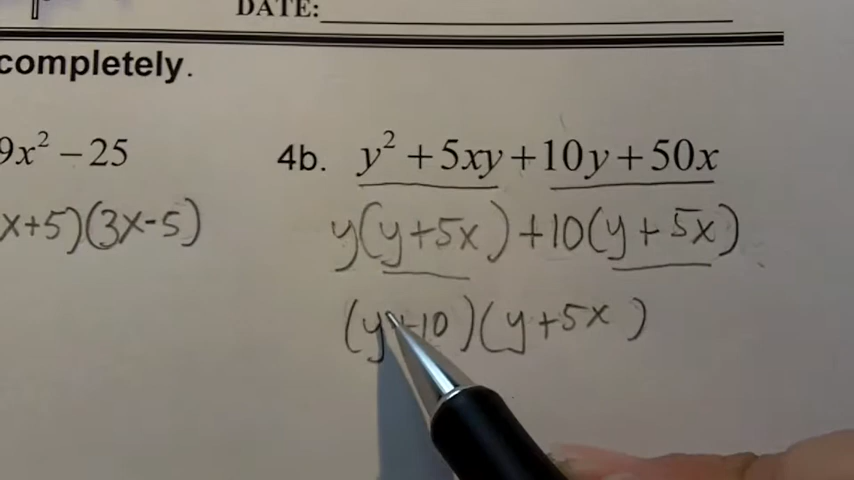 DATE:
completely.
9x² − 25
(x+5)(3x-5)
4b. y² + 5xy + 10y + 50x
y(y+5x)+10(y+5x)
(y+10)(y+5x)